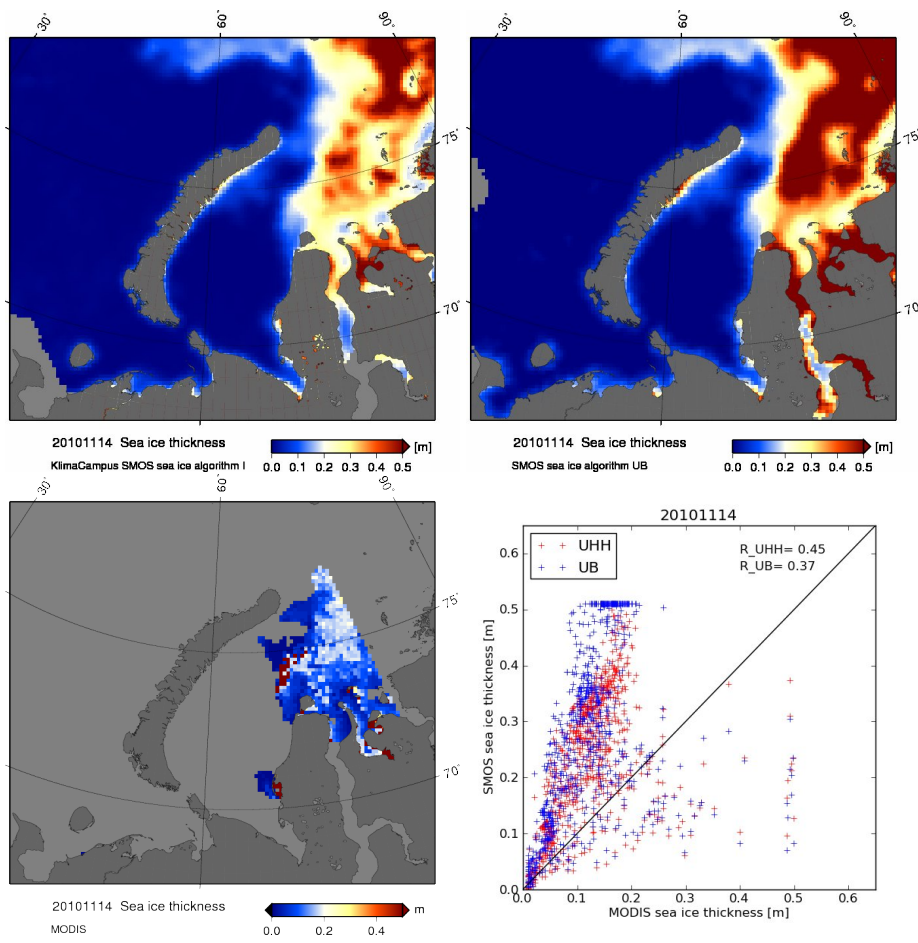 30° 60° 90°
75°
70°
20101114 Sea ice thickness
KlimaCampus SMOS sea ice algorithm I
0.0 0.1 0.2 0.3 0.4 0.5 [m]
30° 60° 90°
75°
70°
20101114 Sea ice thickness
SMOS sea ice algorithm UB
0.0 0.1 0.2 0.3 0.4 0.5 [m]
30° 60° 90°
75°
70°
20101114 Sea ice thickness
MODIS
0.0 0.2 0.4 m
20101114
UHH
UB
R_UHH= 0.45
R_UB= 0.37
SMOS sea ice thickness [m]
0.6
0.5
0.4
0.3
0.2
0.1
0.0
0.0 0.1 0.2 0.3 0.4 0.5 0.6
MODIS sea ice thickness [m]